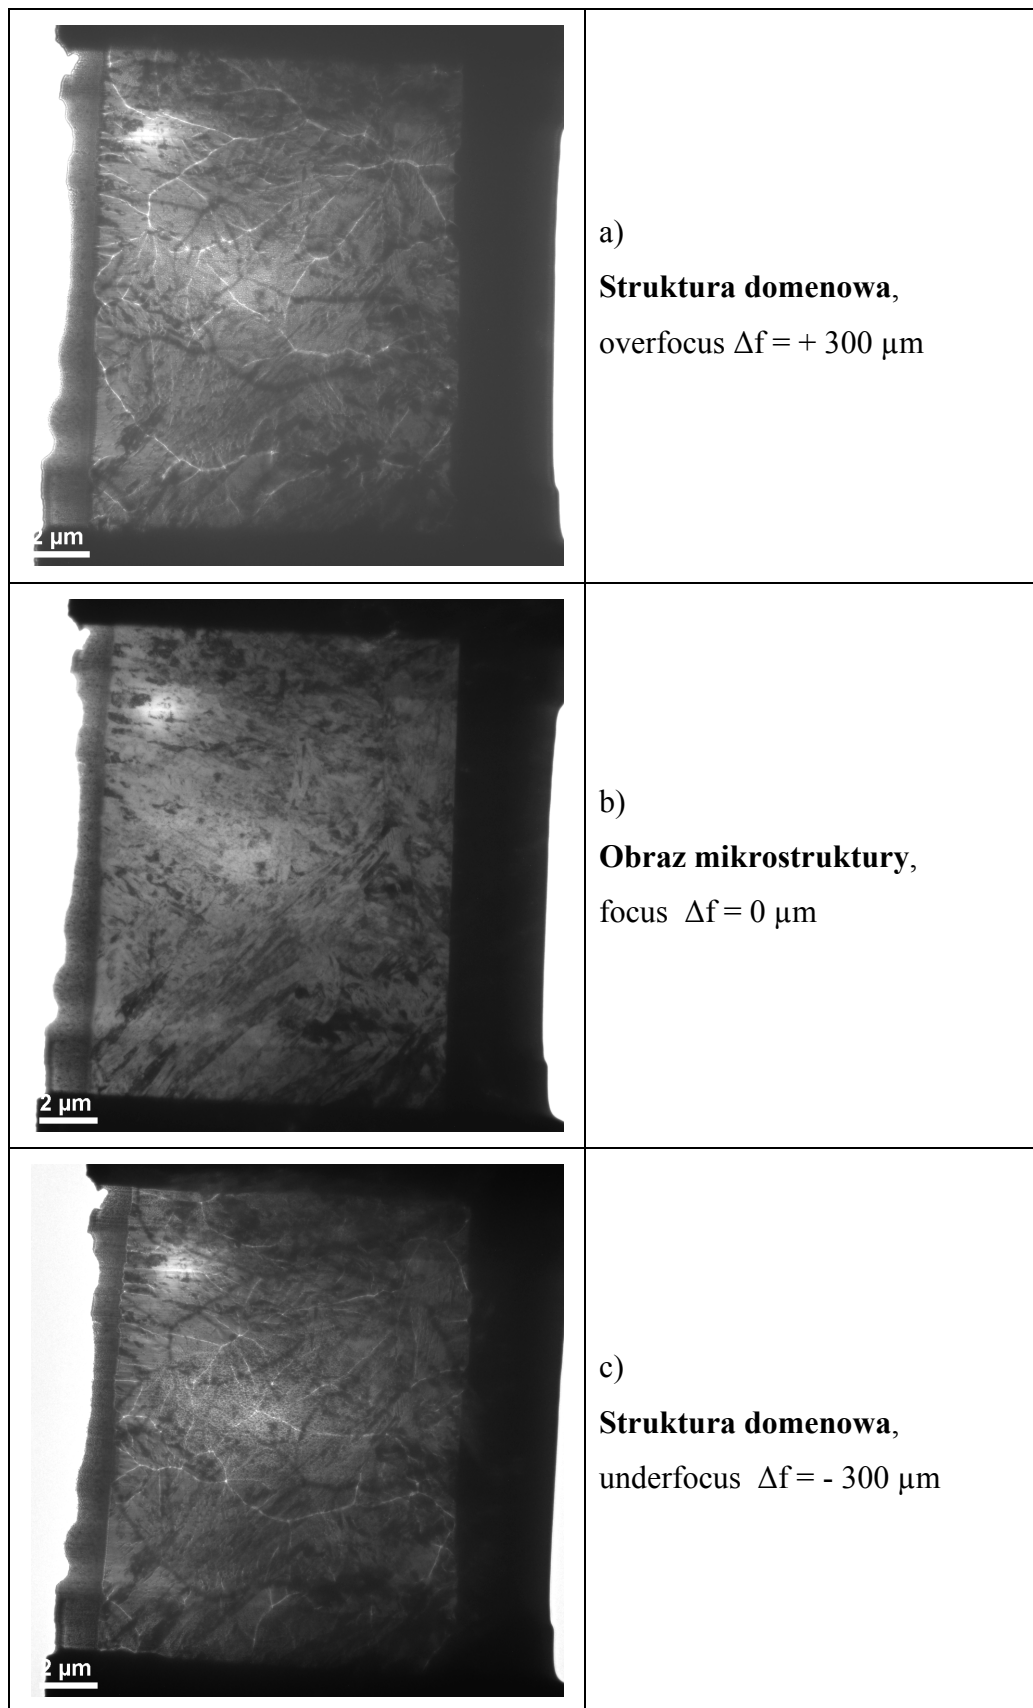 2 µm
a)
Struktura domenowa,
overfocus Δf = + 300 µm
2 µm
b)
Obraz mikrostruktury,
focus  Δf = 0 µm
2 µm
c)
Struktura domenowa,
underfocus  Δf = - 300 µm